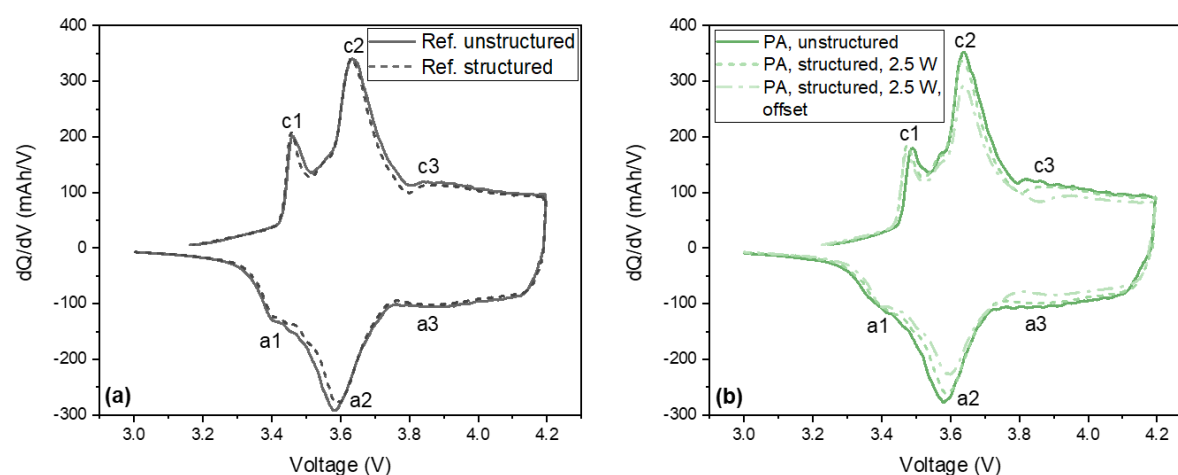 400
300
200
100
0
-100
-200
-300
dQ/dV (mAh/V)
3.0
3.2
3.4
3.6
3.8
4.0
4.2
Voltage (V)
Ref. unstructured
Ref. structured
c1
c2
c3
a1
a2
a3
(a)
400
300
200
100
0
-100
-200
-300
dQ/dV (mAh/V)
3.0
3.2
3.4
3.6
3.8
4.0
4.2
Voltage (V)
PA, unstructured
PA, structured, 2.5 W
PA, structured, 2.5 W,
offset
c1
c2
c3
a1
a2
a3
(b)